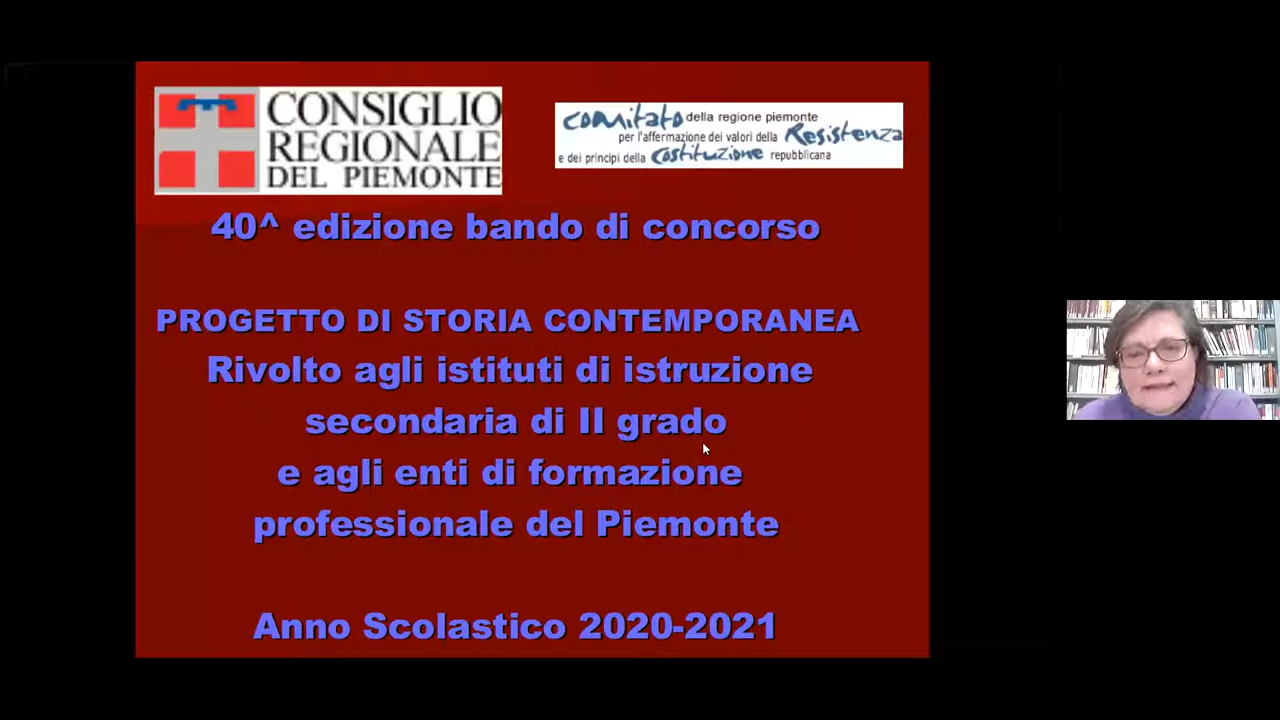 CONSIGLIO
REGIONALE
DEL PIEMONTE
comitato della regione piemonte
per l'affermazione dei valori della Resistenza
e dei principi della Costituzione repubblicana
40^ edizione bando di concorso
PROGETTO DI STORIA CONTEMPORANEA
Rivolto agli istituti di istruzione
secondaria di II grado
e agli enti di formazione
professionale del Piemonte
Anno Scolastico 2020-2021